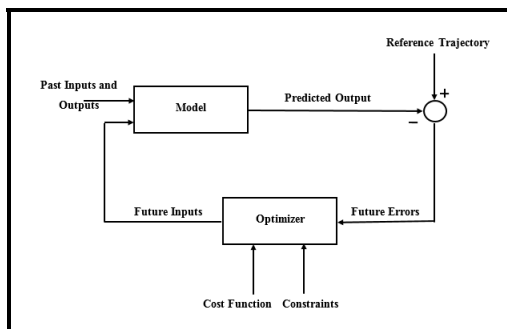 Reference Trajectory
Past Inputs and
Outputs
Model
Predicted Output
+
−
Future Inputs
Optimizer
Future Errors
Cost Function
Constraints